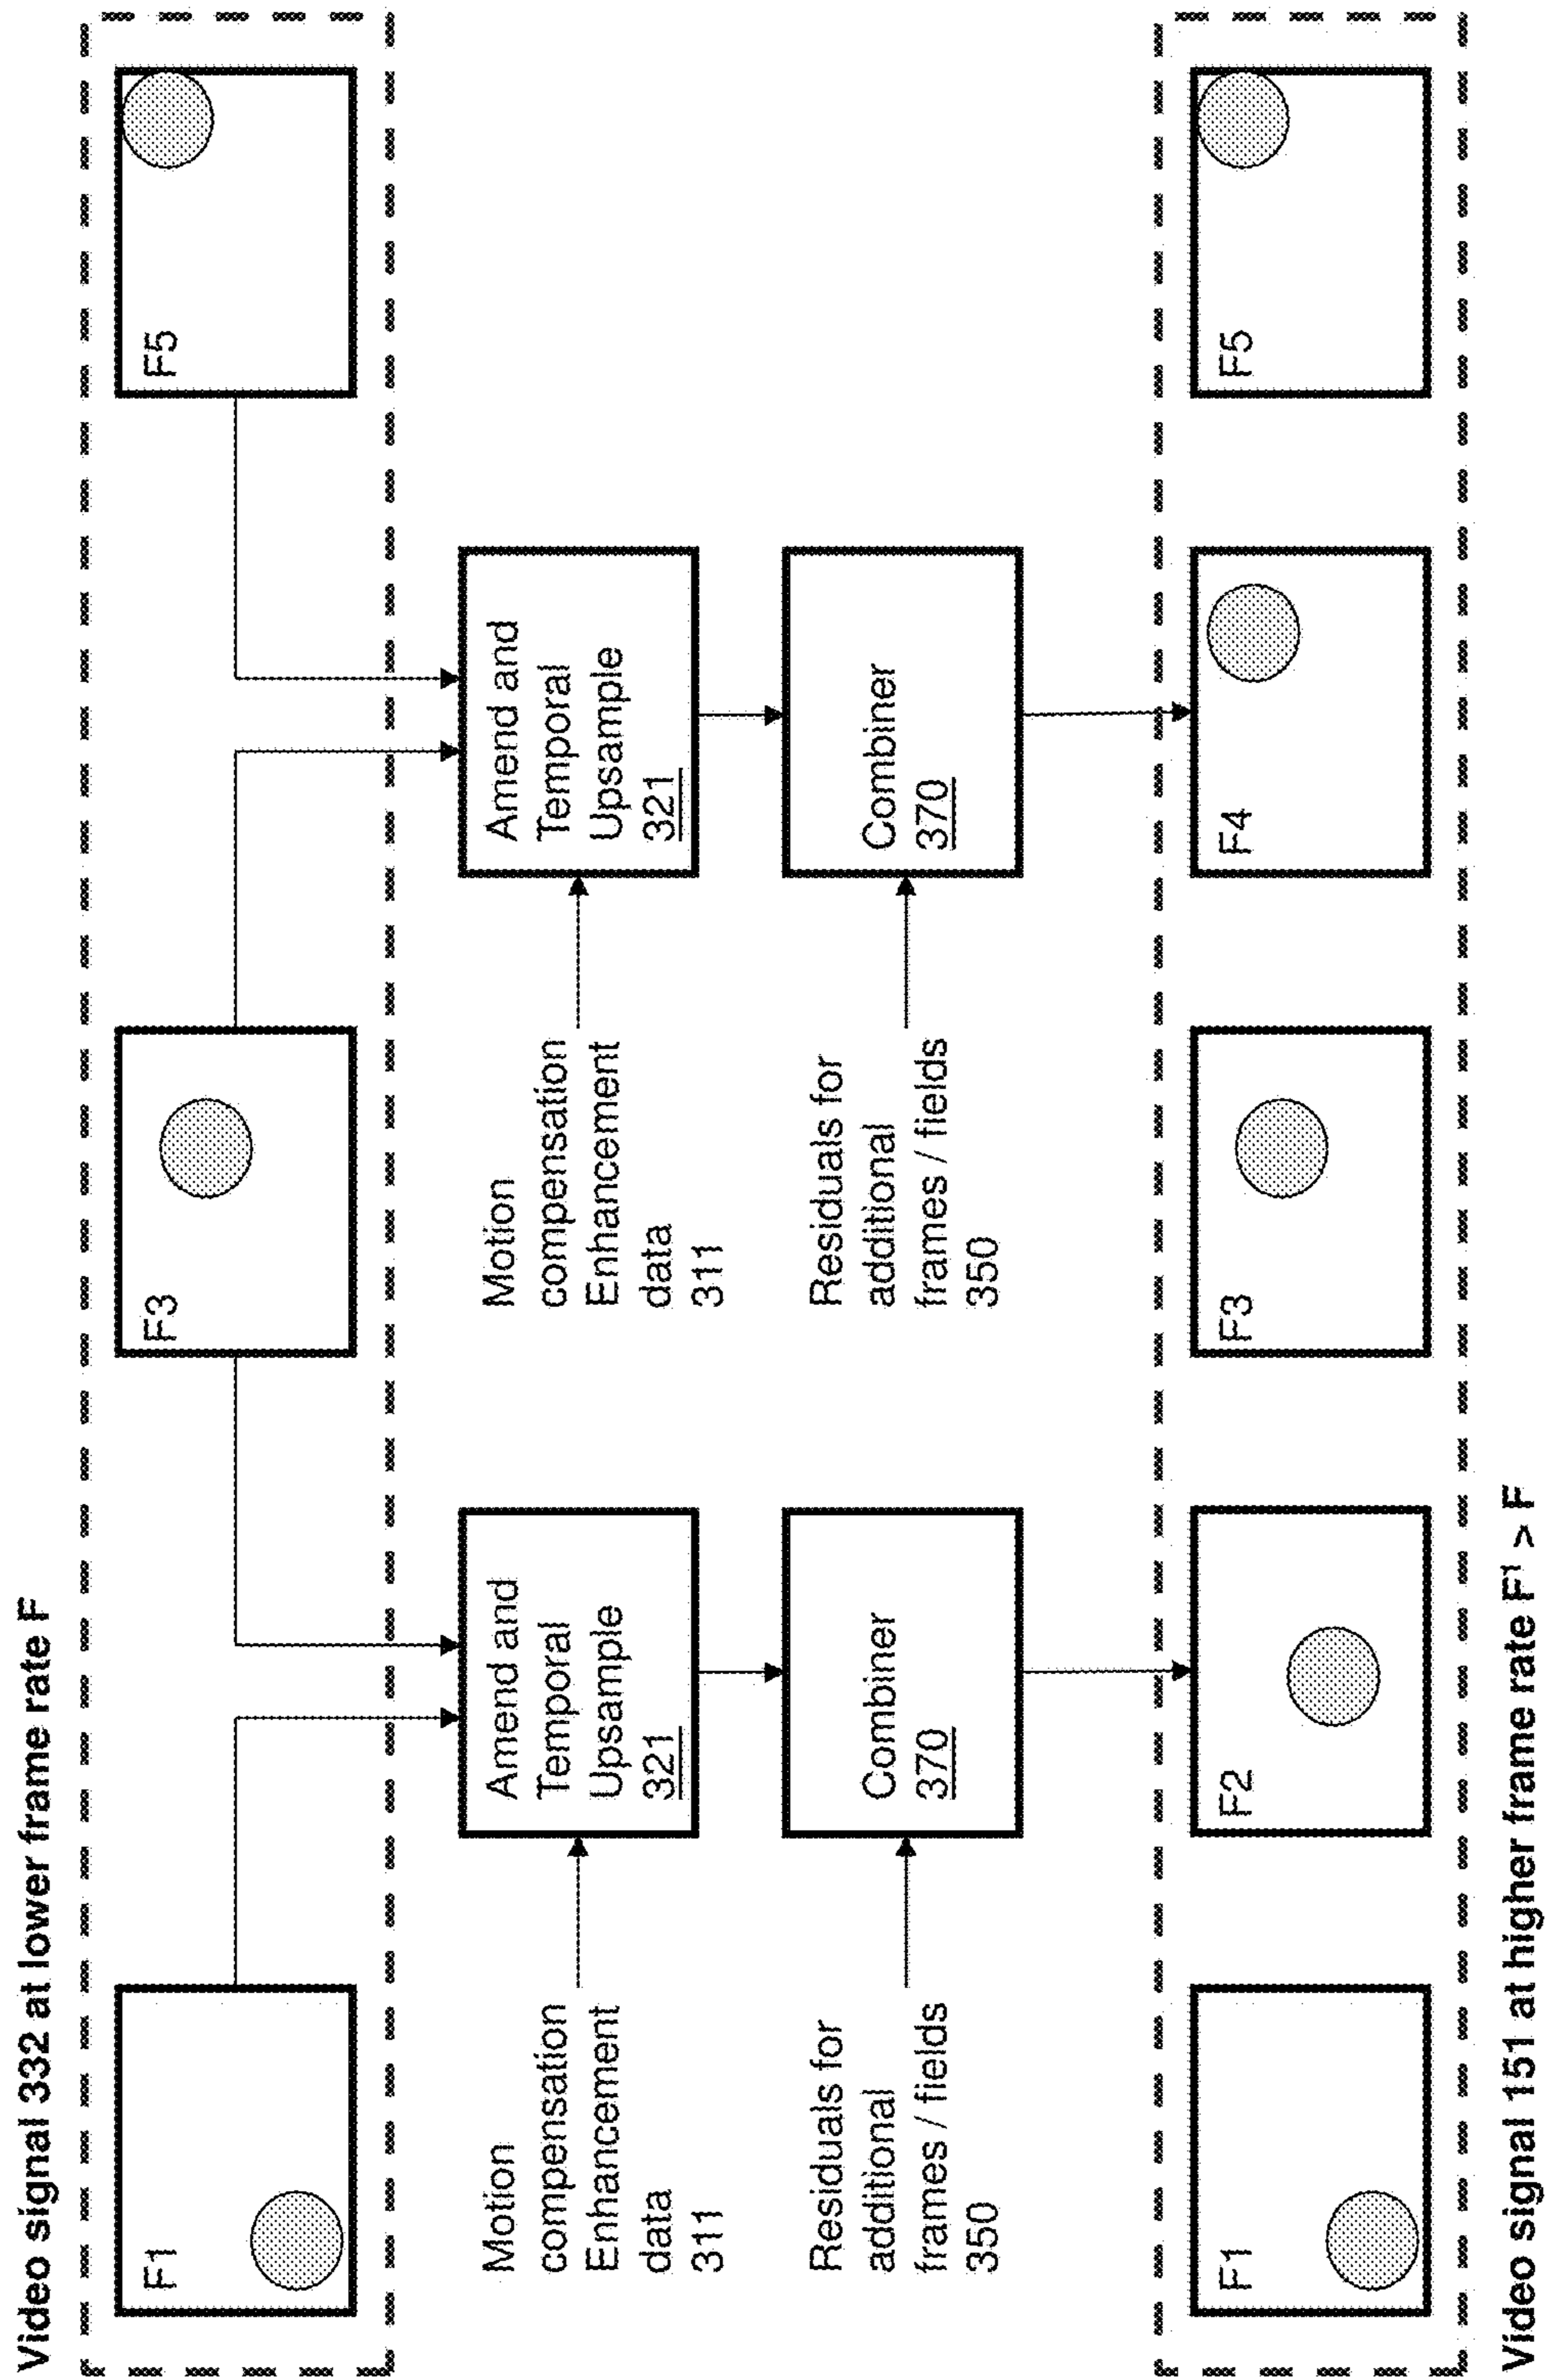 Video signal 332 at lower frame rate F
F1
F3
F5
Motion
compensation
Enhancement
data
311
Amend and
Temporal
Upsample
321
Motion
compensation
Enhancement
data
311
Amend and
Temporal
Upsample
321
Residuals for
additional
frames / fields
350
Combiner
370
Residuals for
additional
frames / fields
350
Combiner
370
F1
F2
F3
F4
F5
Video signal 151 at higher frame rate F¹ > F